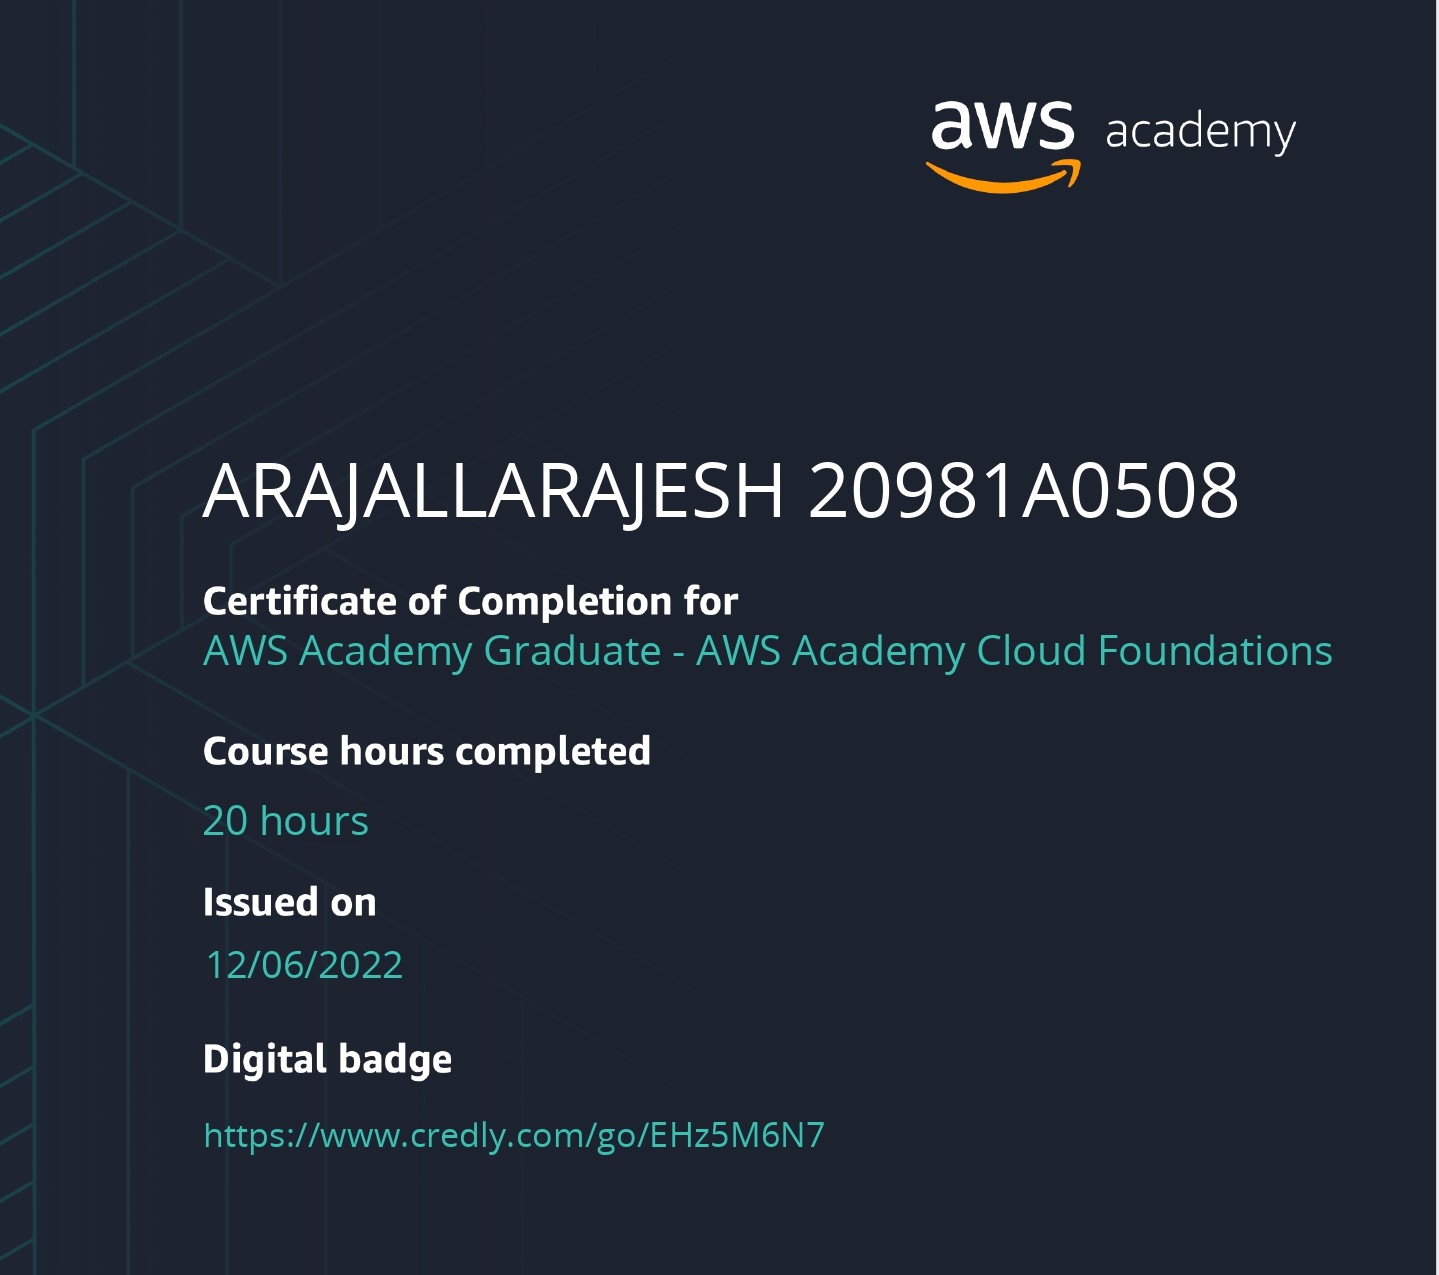 aws academy
ARAJALLARAJESH 20981A0508
Certificate of Completion for
AWS Academy Graduate - AWS Academy Cloud Foundations
Course hours completed
20 hours
Issued on
12/06/2022
Digital badge
https://www.credly.com/go/EHz5M6N7